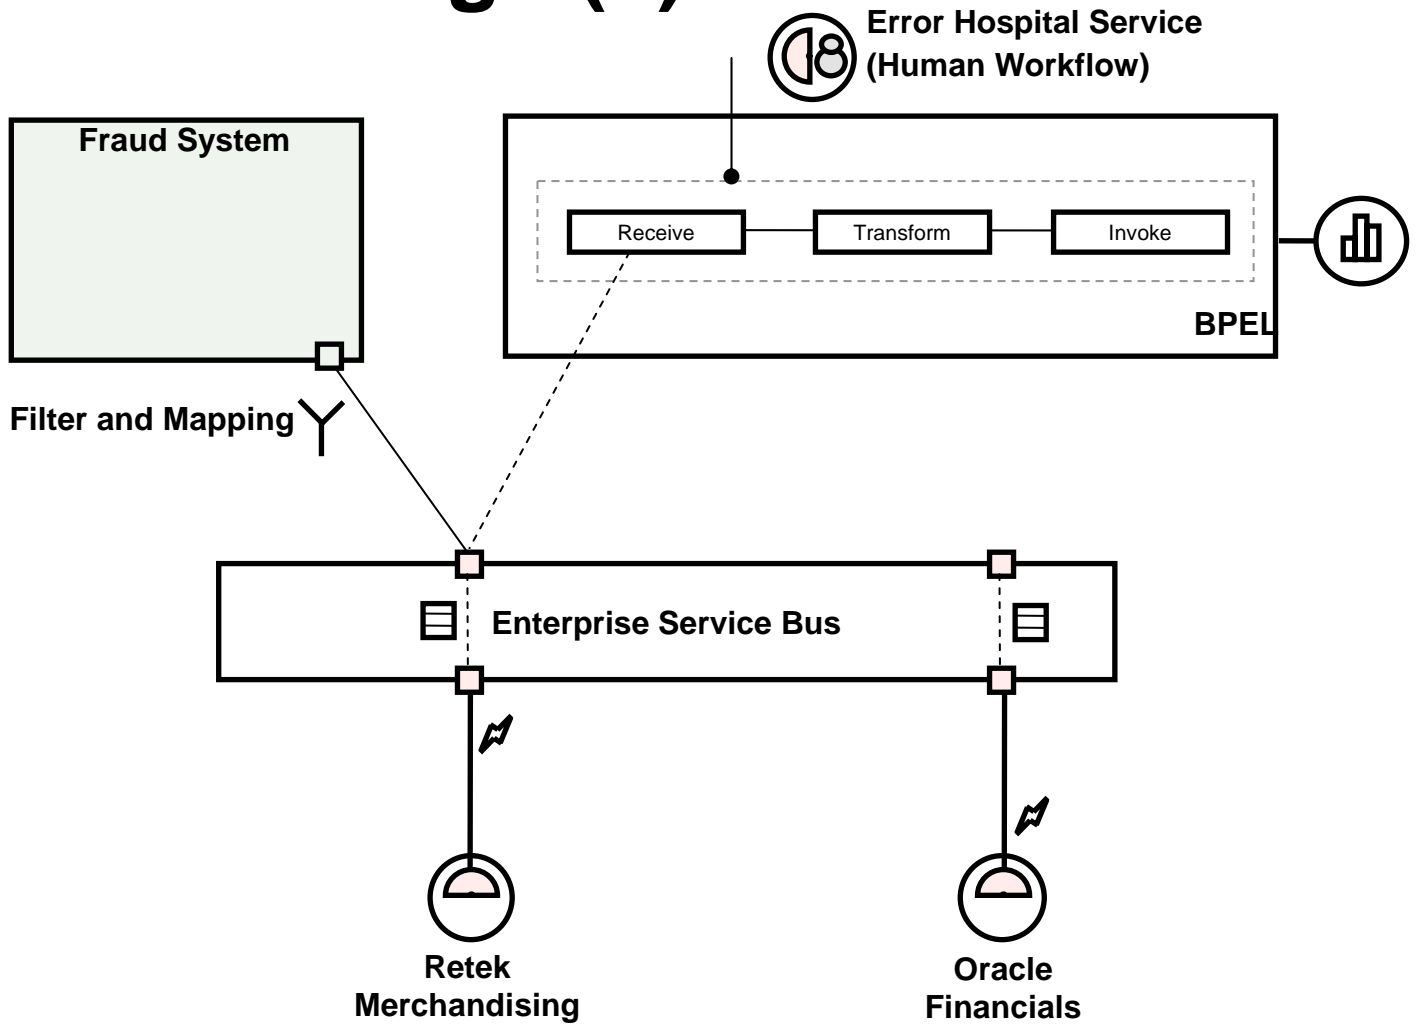 Error Hospital Service
(Human Workflow)
Fraud System
Receive
Transform
Invoke
BPEL
Filter and Mapping
Enterprise Service Bus
Retek
Merchandising
Oracle
Financials